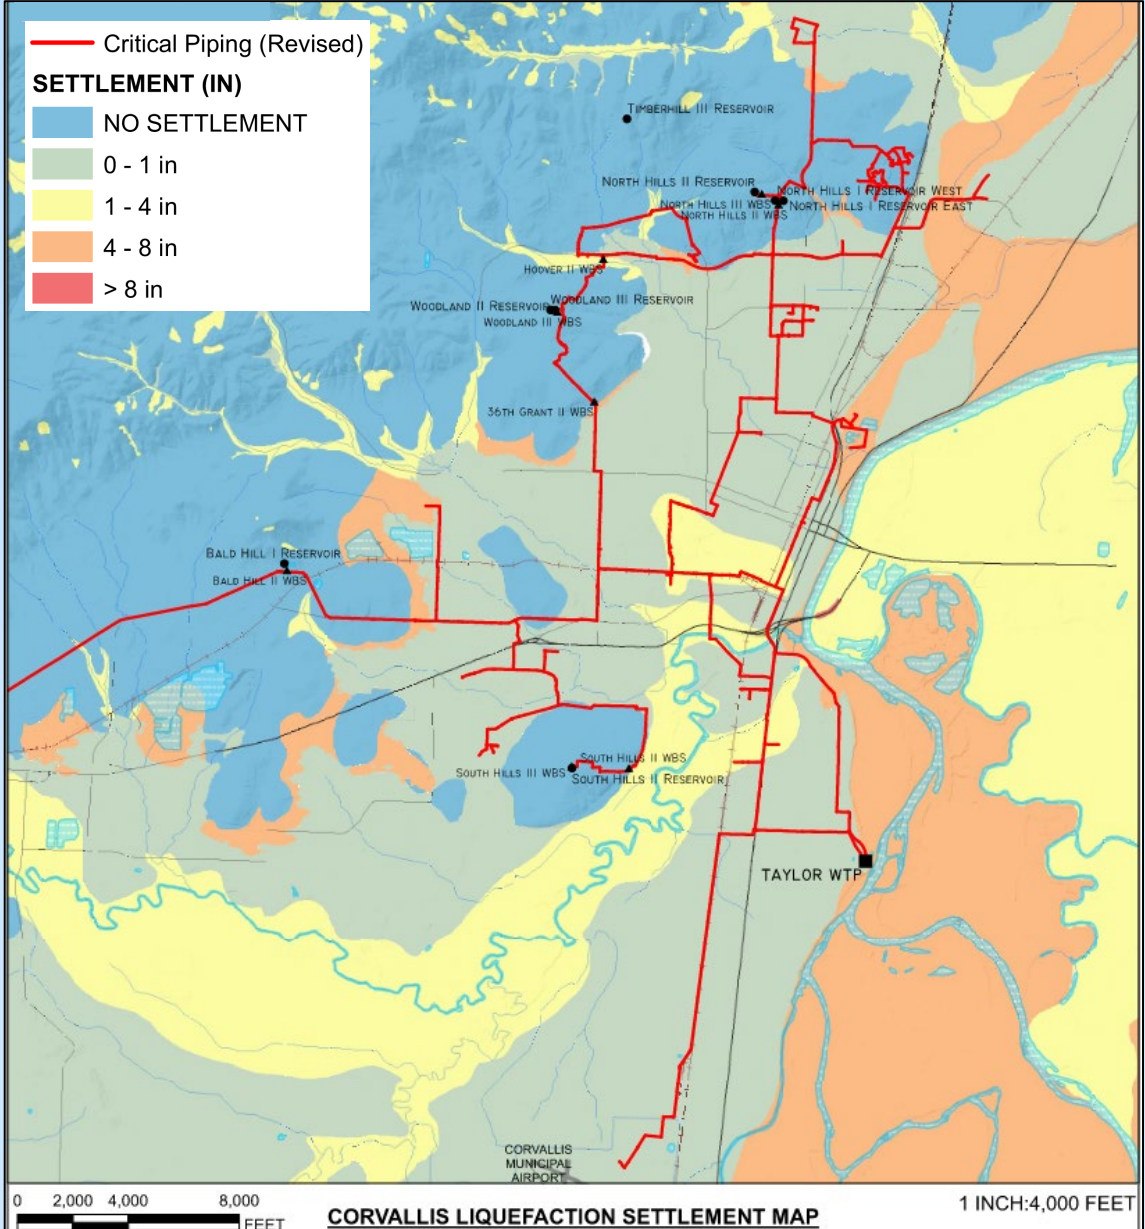 Critical Piping (Revised)
SETTLEMENT (IN)
NO SETTLEMENT
0 - 1 in
1 - 4 in
4 - 8 in
> 8 in
TIMBERHILL III RESERVOIR
NORTH HILLS II RESERVOIR
NORTH HILLS I RESERVOIR WEST
NORTH HILLS III WBS
NORTH HILLS I RESERVOIR EAST
NORTH HILLS II WBS
HOOVER II WBS
WOODLAND II RESERVOIR
WOODLAND III RESERVOIR
WOODLAND III WBS
36TH GRANT II WBS
BALD HILL I RESERVOIR
BALD HILL II WBS
SOUTH HILLS II WBS
SOUTH HILLS III WBS
SOUTH HILLS II RESERVOIR
TAYLOR WTP
CORVALLIS
MUNICIPAL
AIRPORT
0 2,000 4,000 8,000
FEET
CORVALLIS LIQUEFACTION SETTLEMENT MAP
1 INCH:4,000 FEET